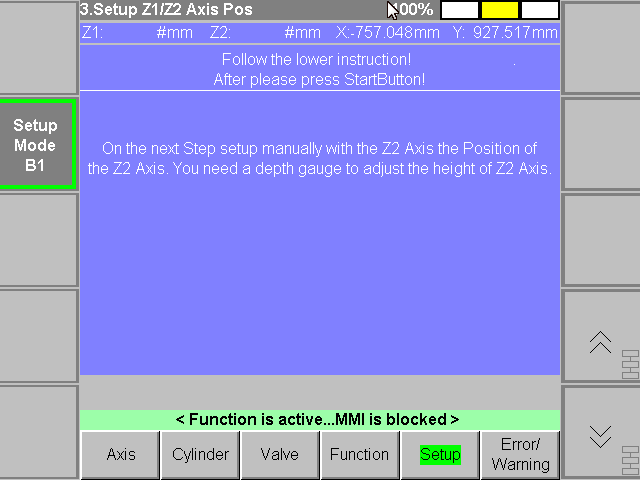 3.Setup Z1/Z2 Axis Pos 00%
Z1: #mm Z2: #mm X:-757.048mm Y: 927.517mm
Follow the lower instruction! .
After please press StartButton!
Setup
Mode
B1
On the next Step setup manually with the Z2 Axis the Position of
the Z2 Axis. You need a depth gauge to adjust the height of Z2 Axis.
< Function is active...MMI is blocked >
Axis Cylinder Valve Function Setup Error/
Warning